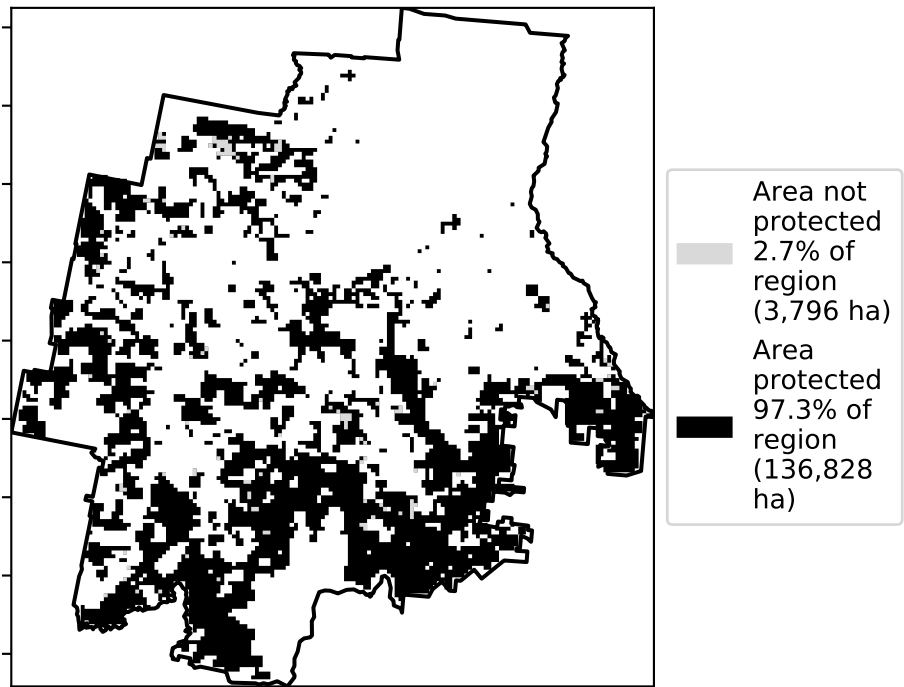 Area not
protected
2.7% of
region
(3,796 ha)
Area
protected
97.3% of
region
(136,828
ha)